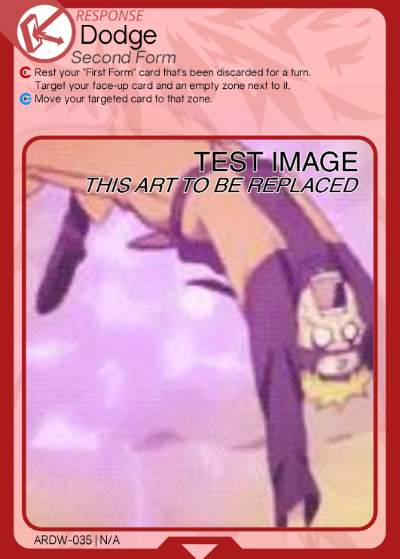 RESPONSE
Dodge
Second Form
C Rest your "First Form" card that's been discarded for a turn.
Target your face-up card and an empty zone next to it.
E Move your targeted card to that zone.
TEST IMAGE
THIS ART TO BE REPLACED
ARDW-035 | N/A